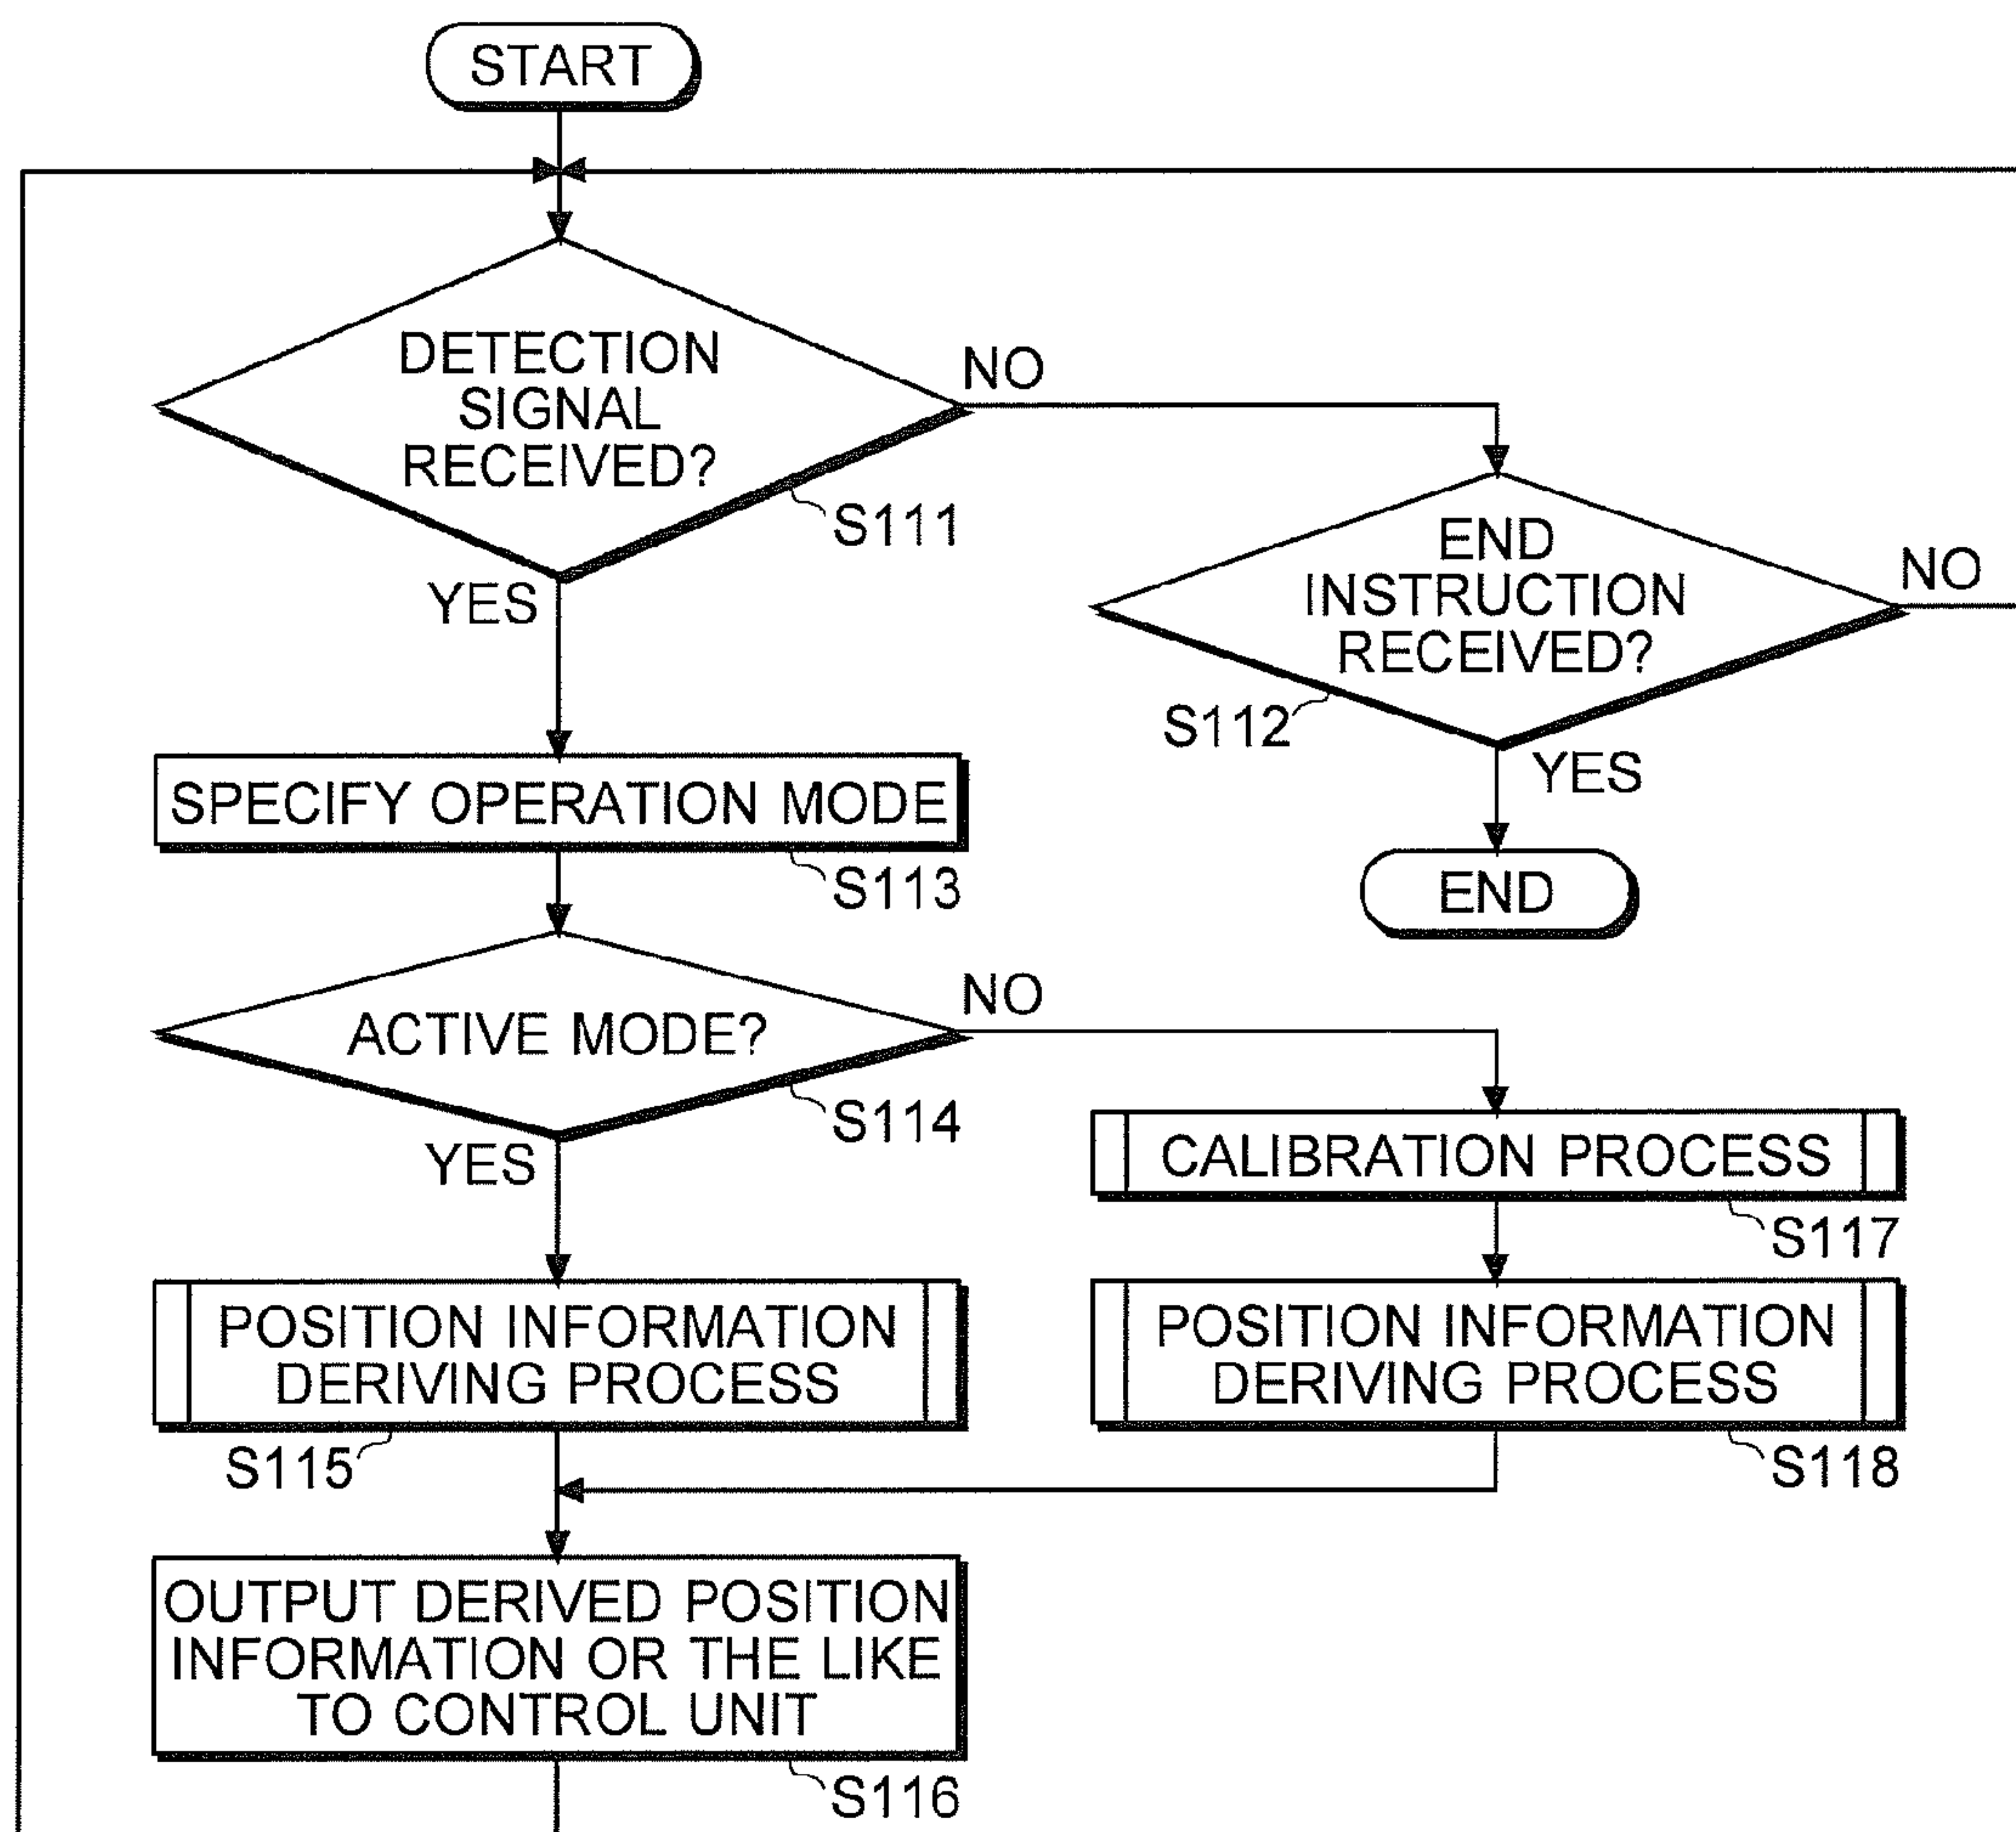 START
DETECTION
SIGNAL
RECEIVED?
NO
S111
YES
END
INSTRUCTION
RECEIVED?
NO
S112
YES
END
SPECIFY OPERATION MODE
S113
ACTIVE MODE?
NO
S114
YES
CALIBRATION PROCESS
S117
POSITION INFORMATION
DERIVING PROCESS
S115
POSITION INFORMATION
DERIVING PROCESS
S118
OUTPUT DERIVED POSITION
INFORMATION OR THE LIKE
TO CONTROL UNIT
S116